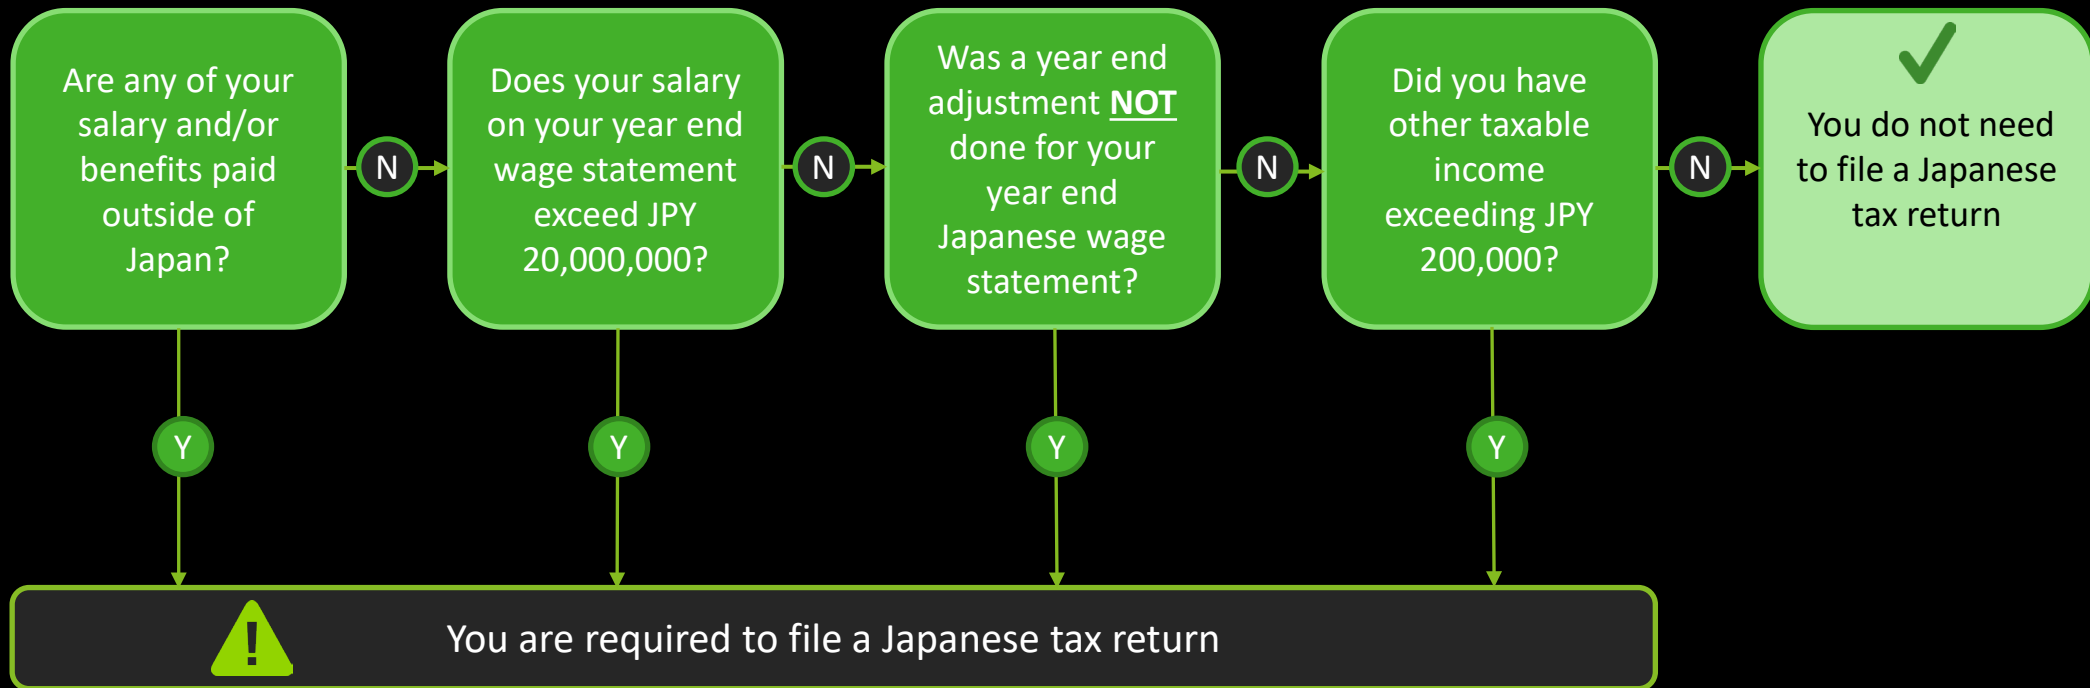 Are any of your
salary and/or
benefits paid
outside of
Japan?
N
Does your salary
on your year end
wage statement
exceed JPY
20,000,000?
N
Was a year end
adjustment NOT
done for your
year end
Japanese wage
statement?
N
Did you have
other taxable
income
exceeding JPY
200,000?
N
You do not need
to file a Japanese
tax return
Y
Y
Y
Y
!
You are required to file a Japanese tax return